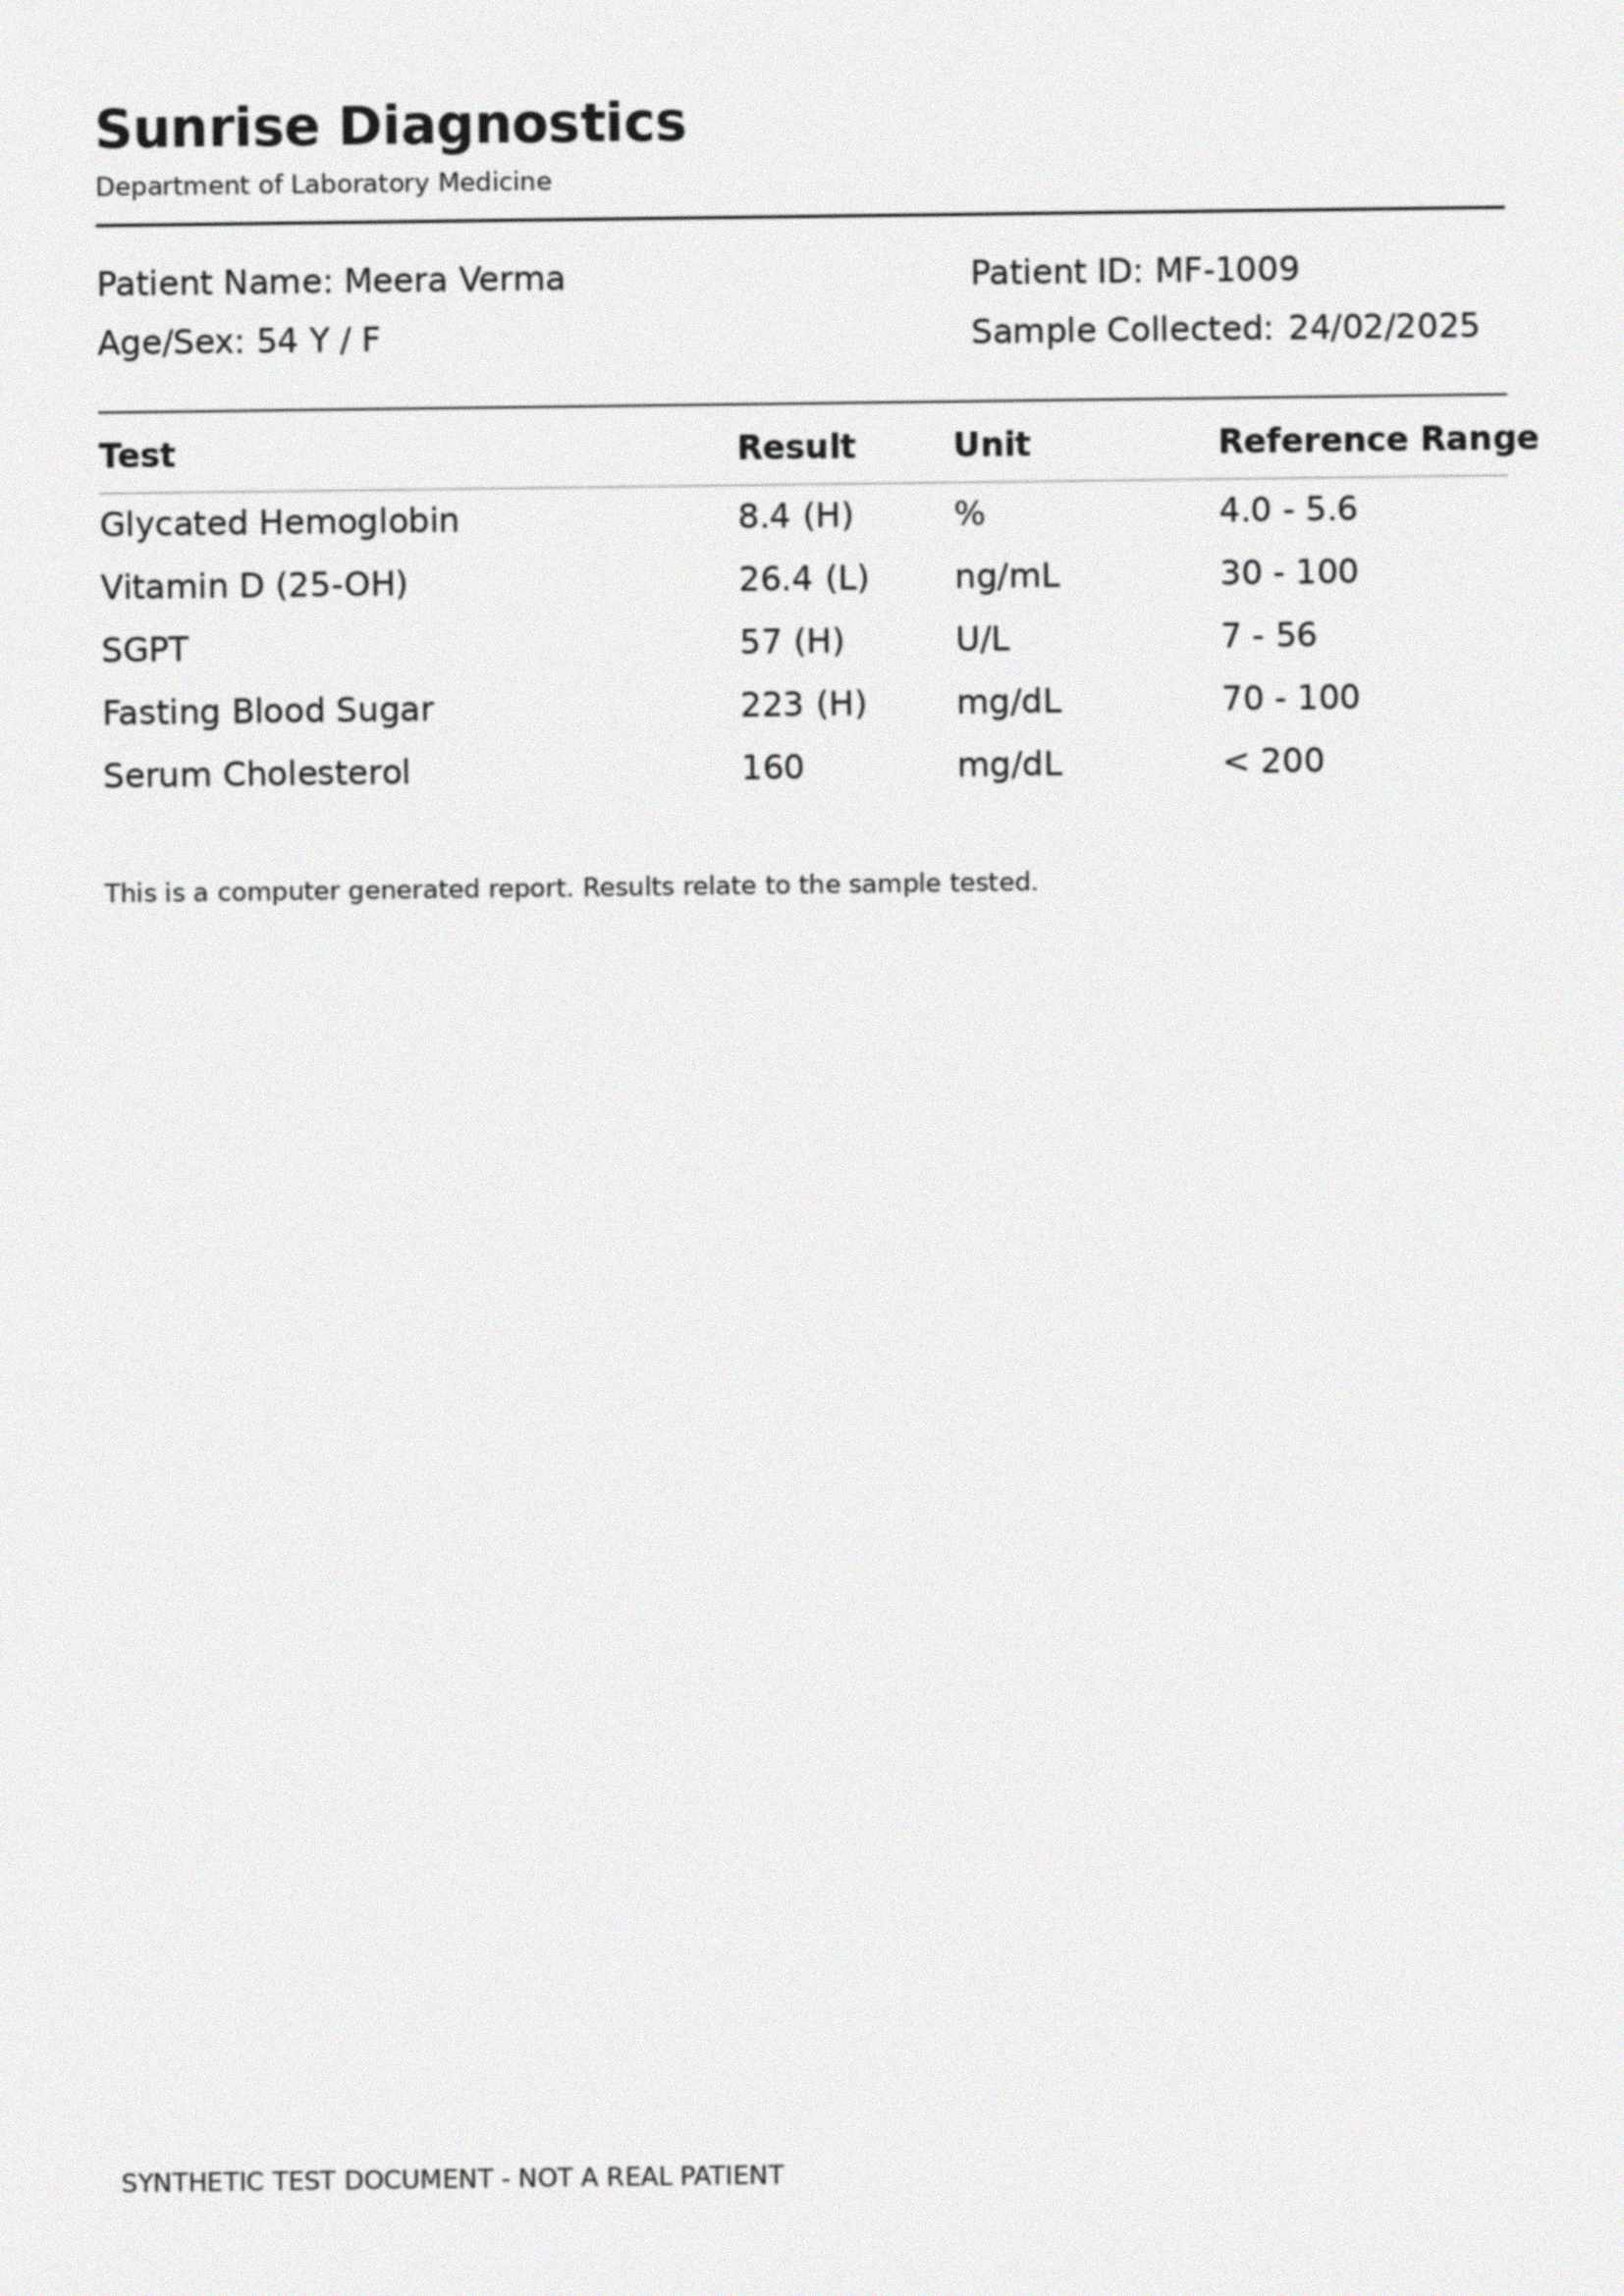 Sunrise Diagnostics
Department of Laboratory Medicine
Patient Name: Meera Verma Patient ID: MF-1009
Age/Sex: 54 Y / F Sample Collected: 24/02/2025
Test Result Unit Reference Range
Glycated Hemoglobin 8.4 (H) % 4.0 - 5.6
Vitamin D (25-OH) 26.4 (L) ng/mL 30 - 100
SGPT 57 (H) U/L 7 - 56
Fasting Blood Sugar 223 (H) mg/dL 70 - 100
Serum Cholesterol 160 mg/dL < 200
This is a computer generated report. Results relate to the sample tested.
SYNTHETIC TEST DOCUMENT - NOT A REAL PATIENT